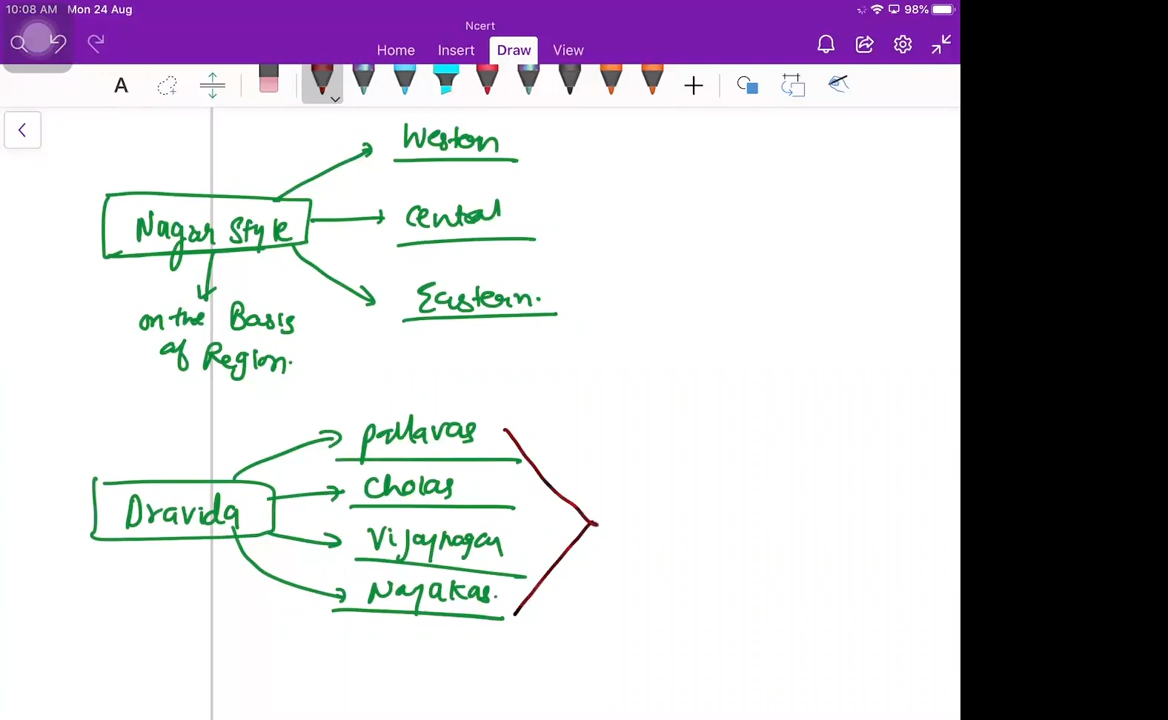 10:08 AM Mon 24 Aug
98%
Ncert
Home Insert Draw View
A
Western
Nagar Style
Central
on the Basis
of Region.
Eastern.
Pallavas
Cholas
Dravida
Vijaynagar
Nayakas.